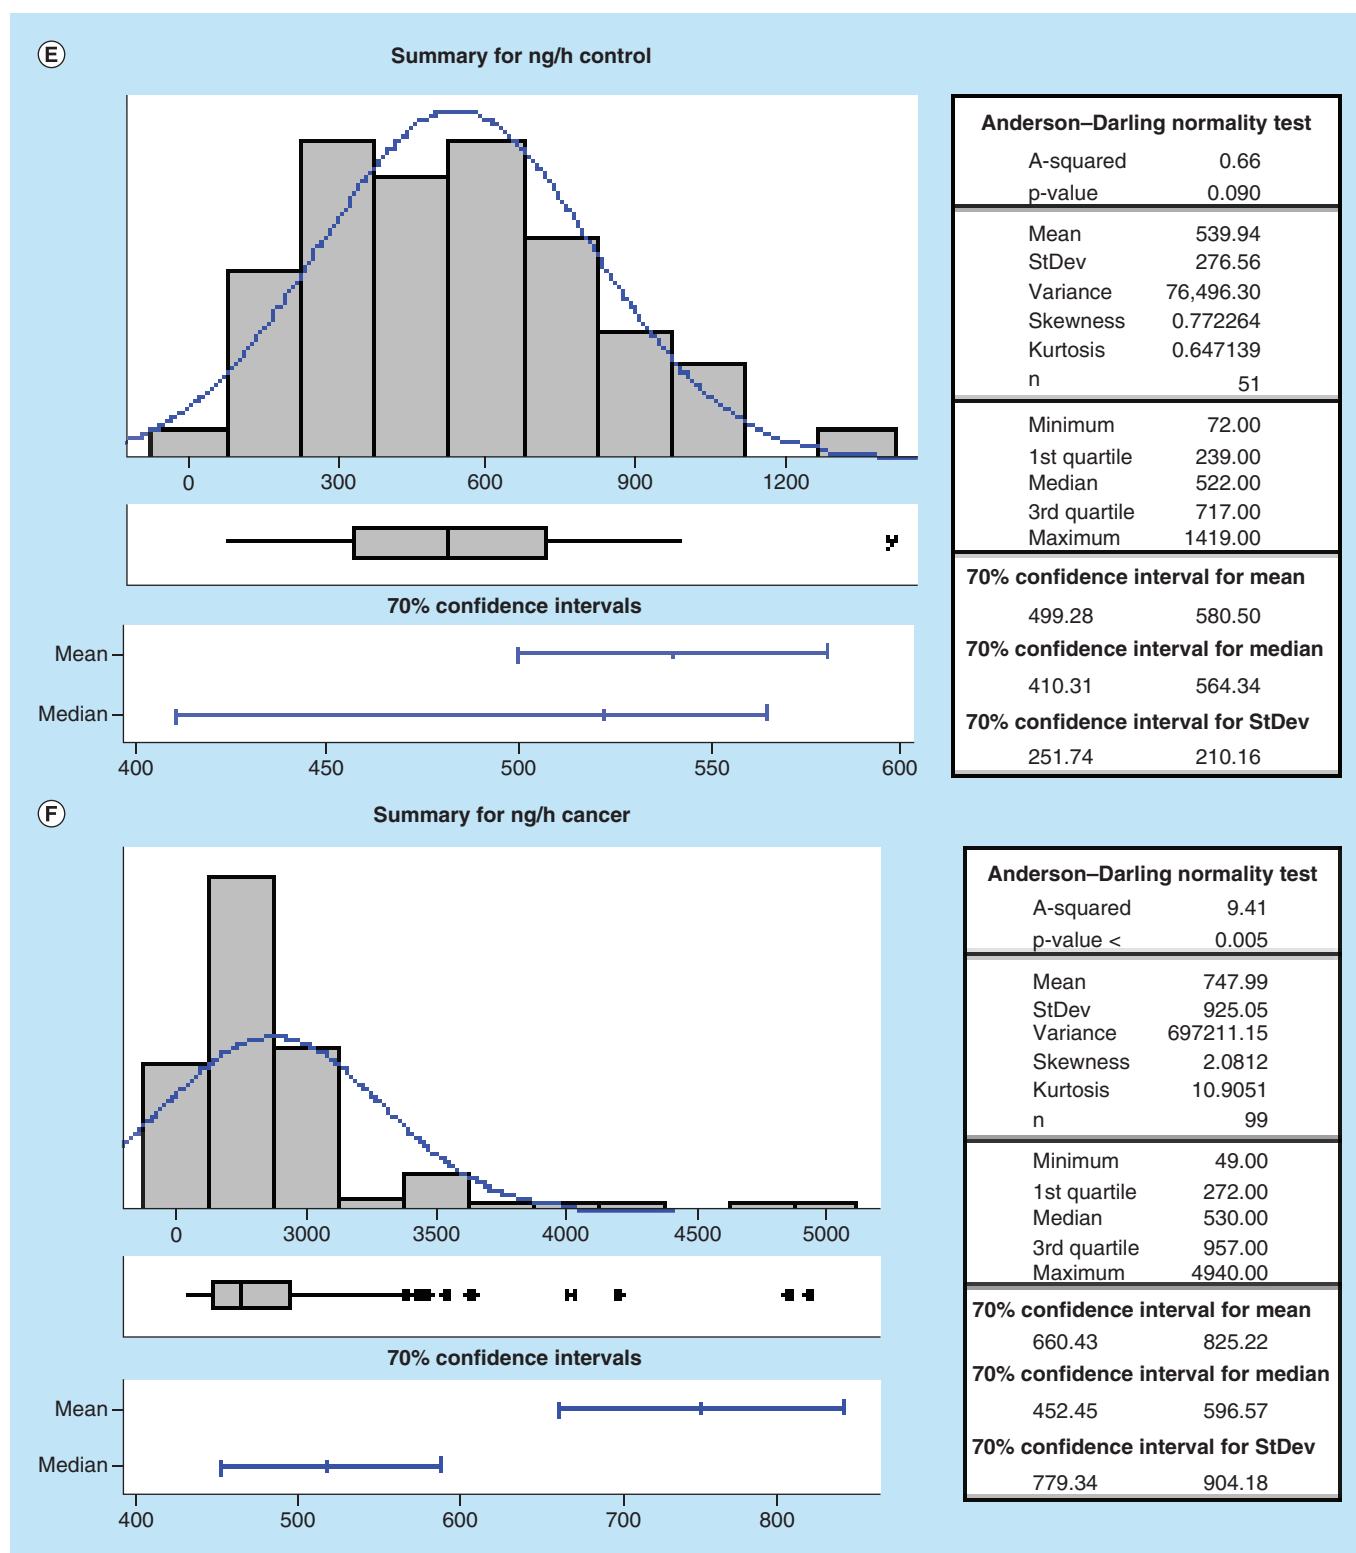 E
Summary for ng/h control
0 300 600 900 1200
70% confidence intervals
Mean
Median
400 450 500 550 600
Anderson–Darling normality test
A-squared 0.66
p-value 0.090
Mean 539.94
StDev 276.56
Variance 76,496.30
Skewness 0.772264
Kurtosis 0.647139
n 51
Minimum 72.00
1st quartile 239.00
Median 522.00
3rd quartile 717.00
Maximum 1419.00
70% confidence interval for mean
499.28 580.50
70% confidence interval for median
410.31 564.34
70% confidence interval for StDev
251.74 210.16
F
Summary for ng/h cancer
0 3000 3500 4000 4500 5000
70% confidence intervals
Mean
Median
400 500 600 700 800
Anderson–Darling normality test
A-squared 9.41
p-value < 0.005
Mean 747.99
StDev 925.05
Variance 697211.15
Skewness 2.0812
Kurtosis 10.9051
n 99
Minimum 49.00
1st quartile 272.00
Median 530.00
3rd quartile 957.00
Maximum 4940.00
70% confidence interval for mean
660.43 825.22
70% confidence interval for median
452.45 596.57
70% confidence interval for StDev
779.34 904.18